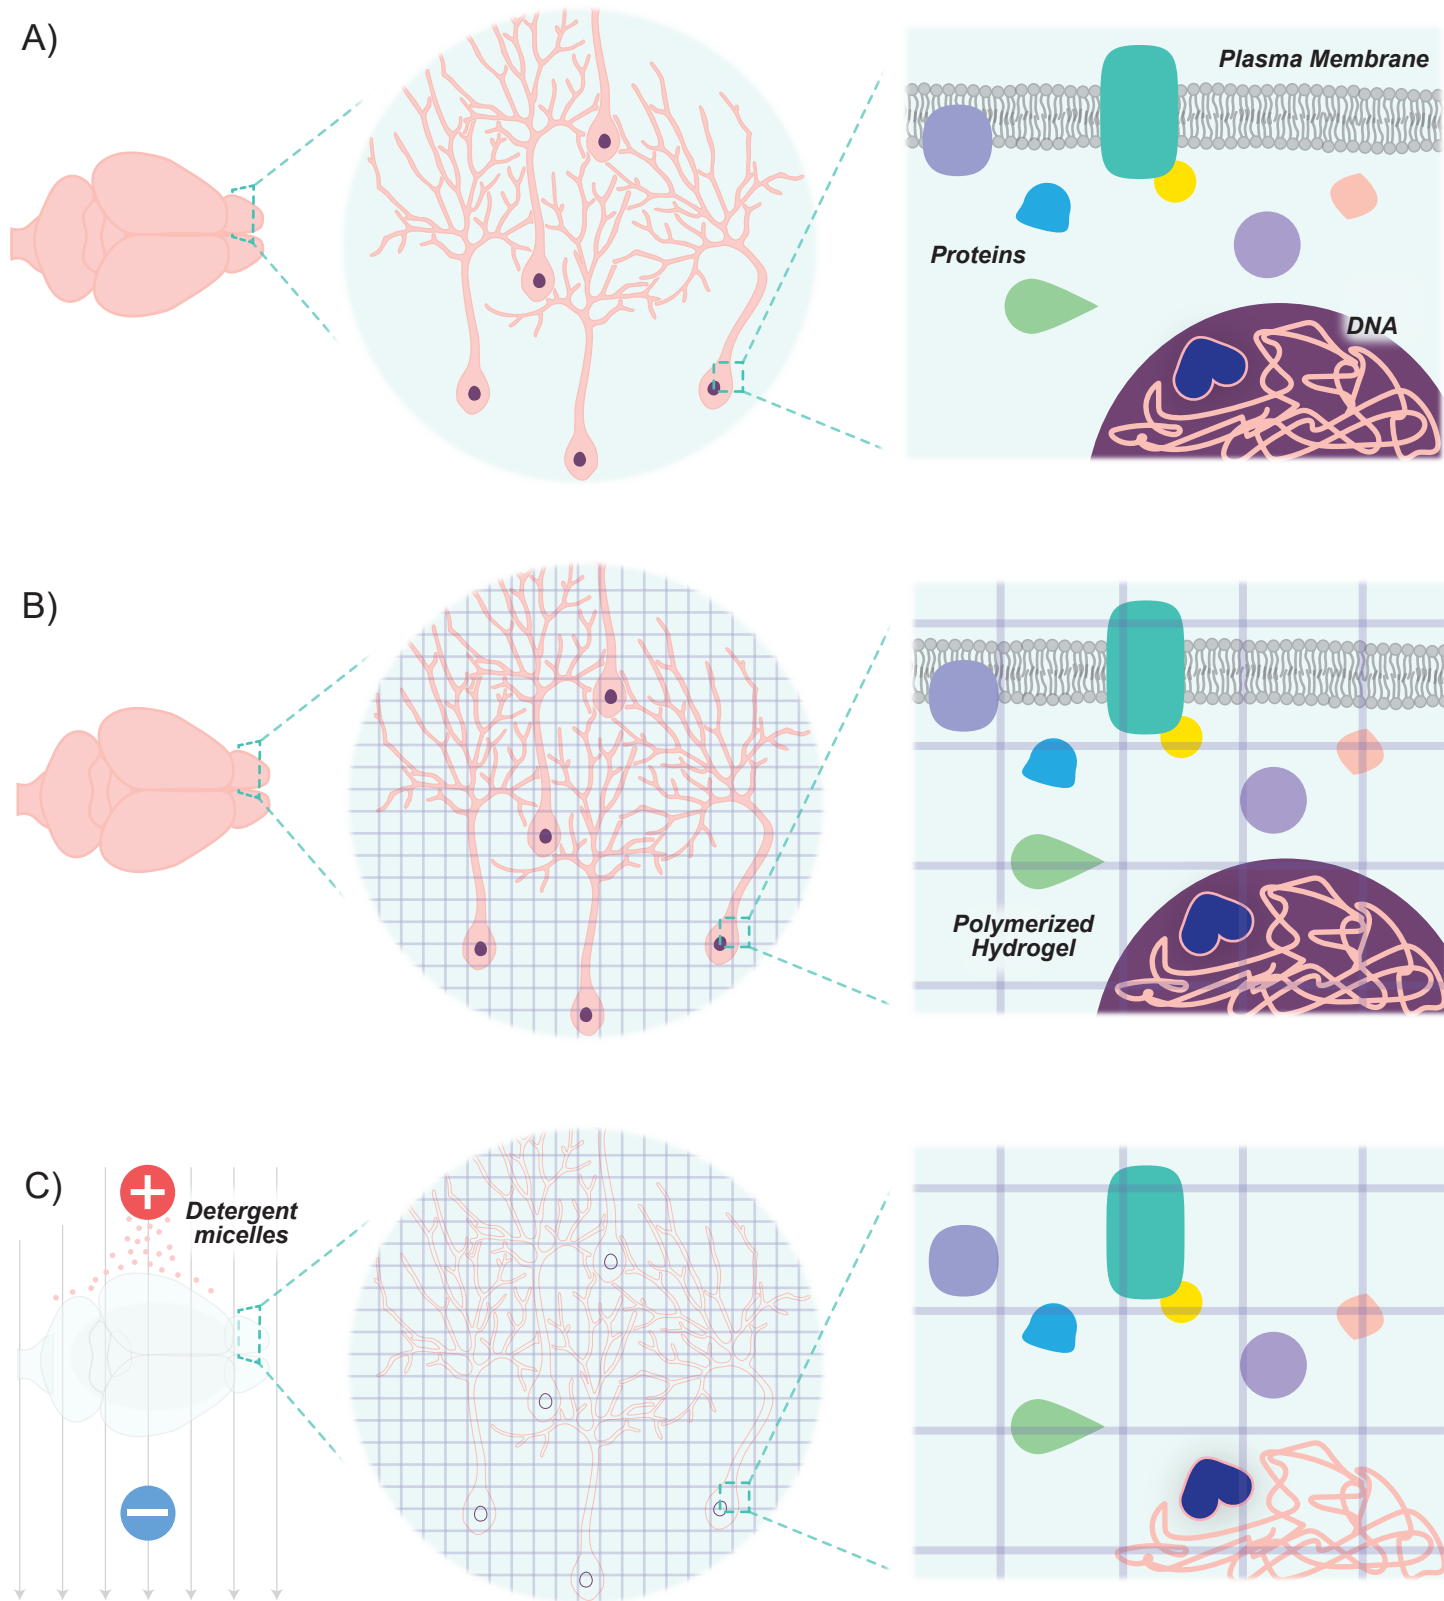 A)
Plasma Membrane
Proteins
DNA
B)
Polymerized
Hydrogel
C)
+
Detergent
micelles
−